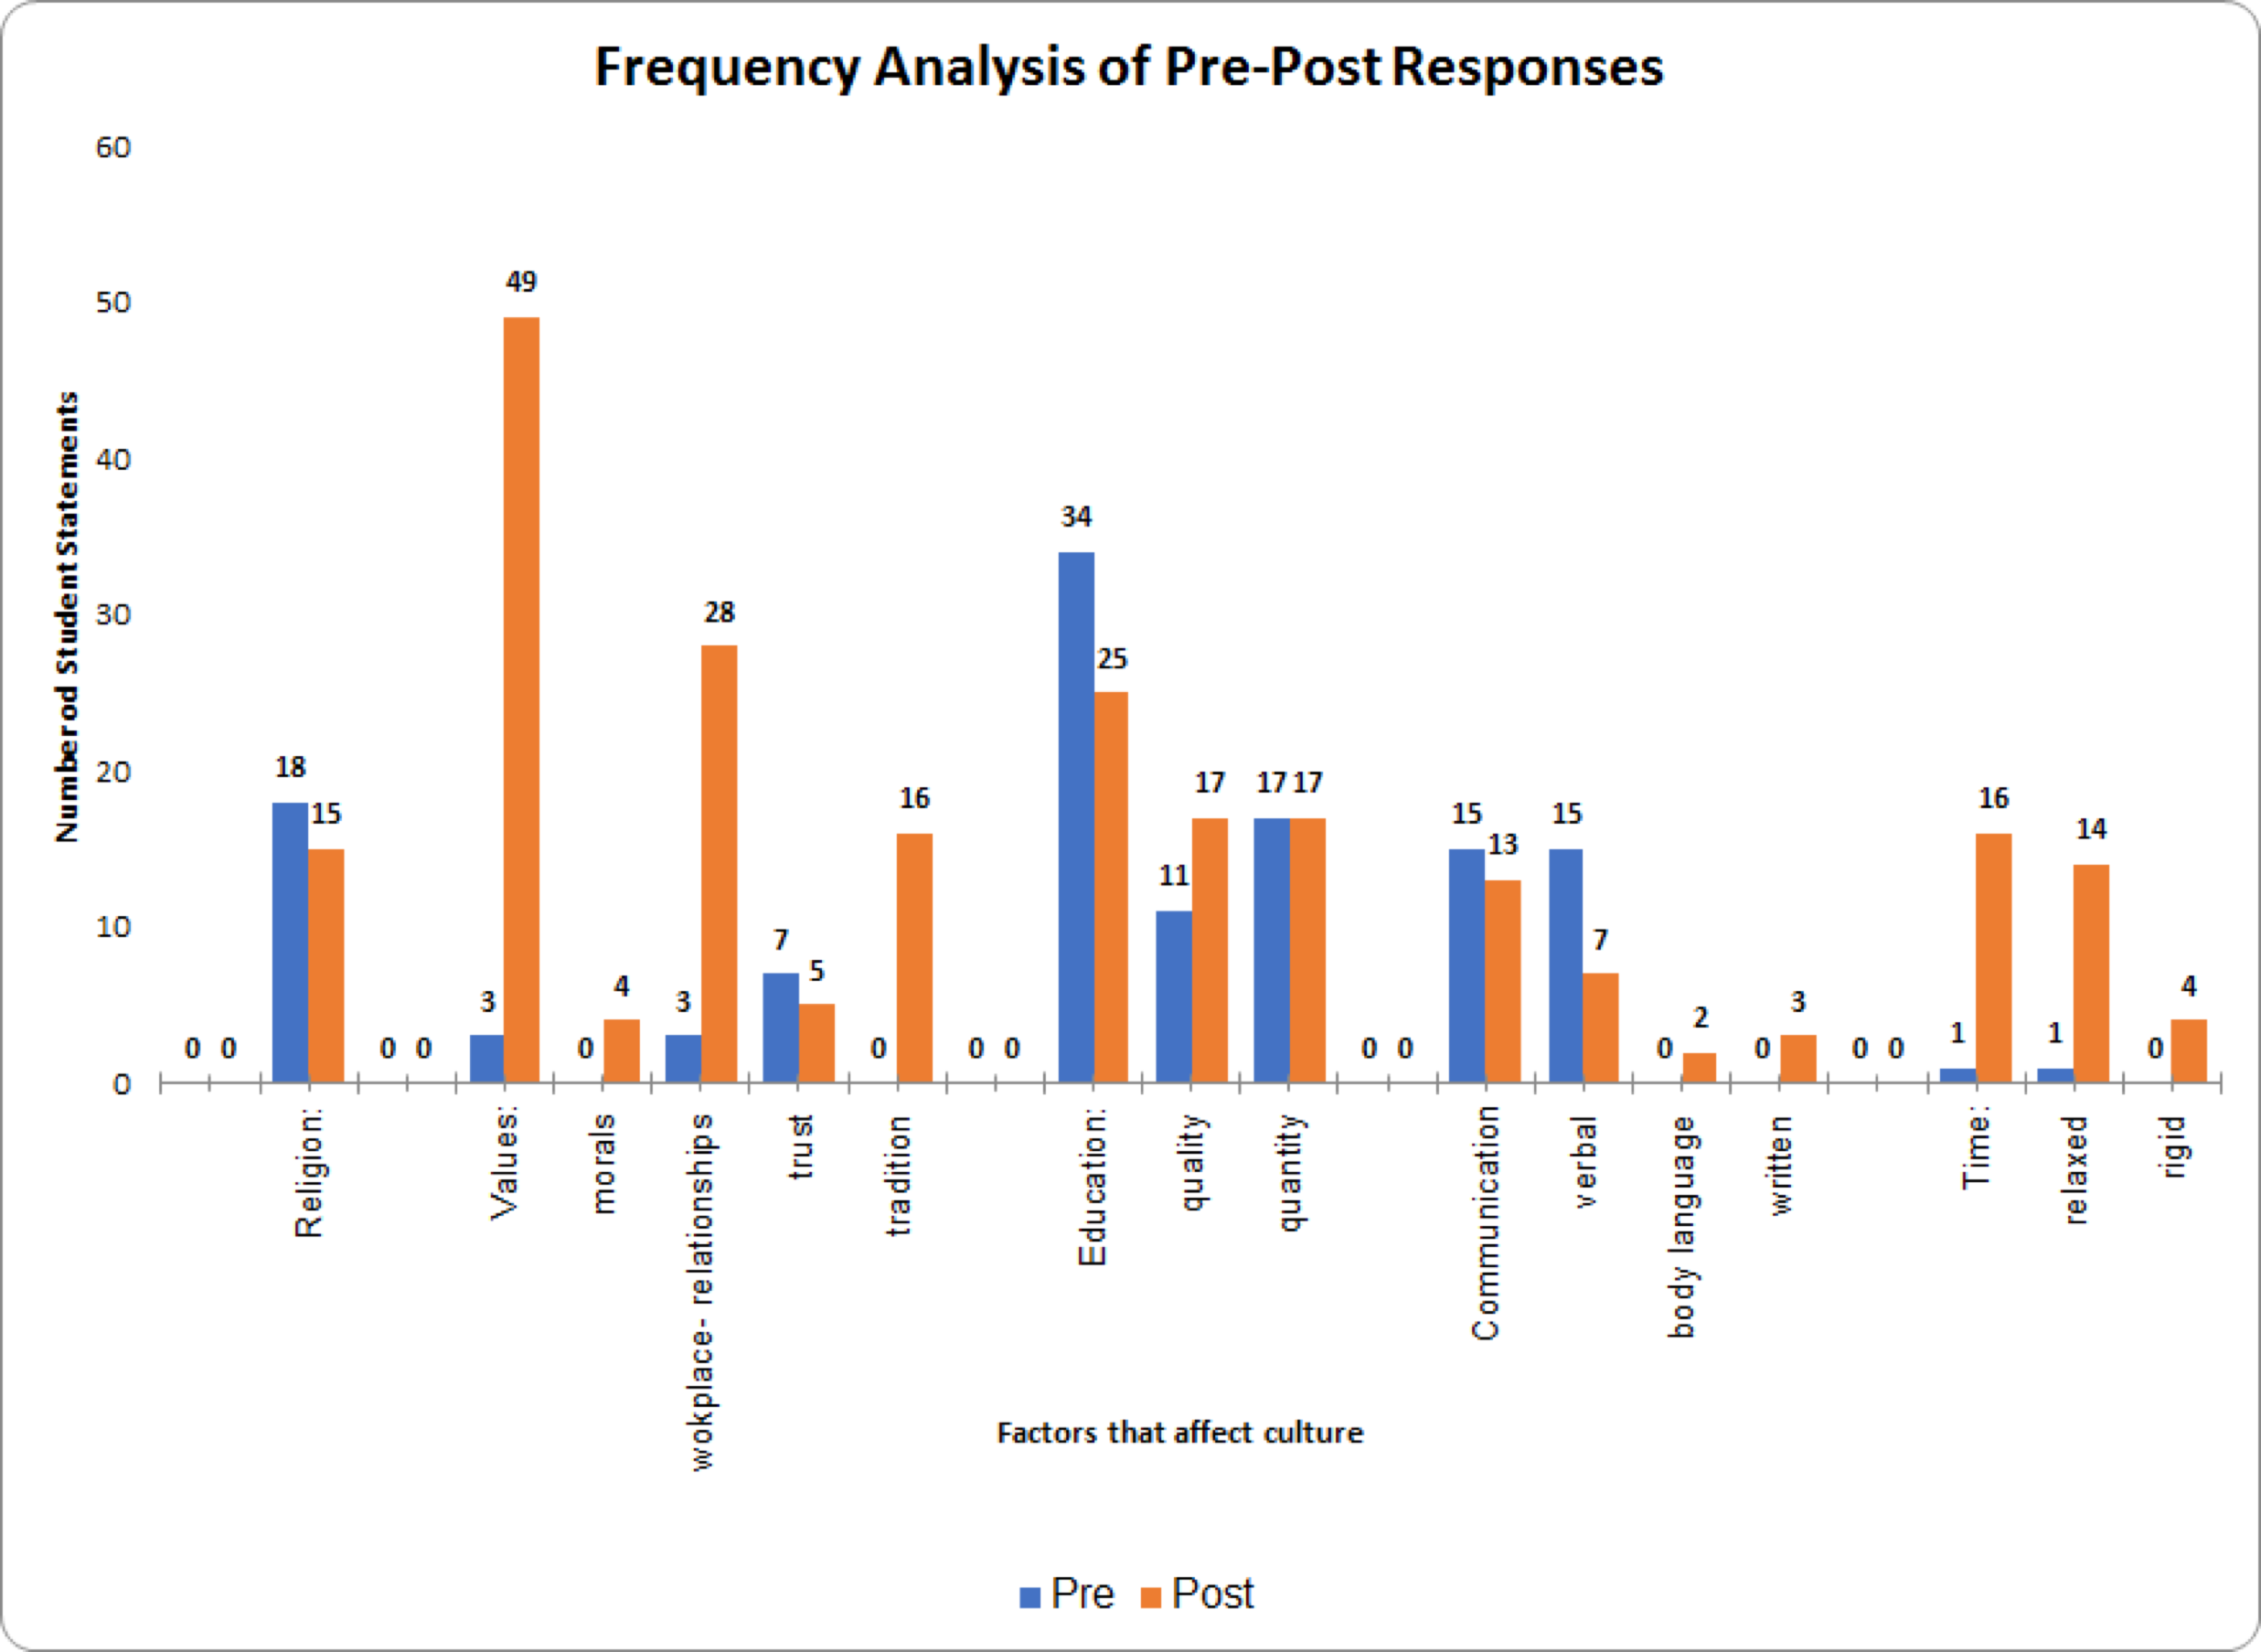 Frequency Analysis of Pre-Post Responses
Numberod Student Statements
60
50
40
30
20
10
0
0 0
18 15
0 0
3 49
0 4
3 28
7 5
0 16
0 0
34 25
11 17
17 17
0 0
15 13
15 7
0 2
0 3
0 0
1 16
1 14
0 4
Religion:
Values:
morals
wokplace- relationships
trust
tradition
Education:
quality
quantity
Communication
verbal
body language
written
Time:
relaxed
rigid
Factors that affect culture
Pre Post